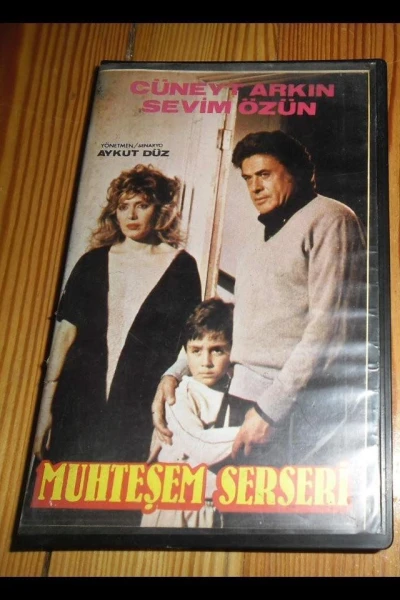 CÜNEYT ARKIN
SEVİM ÖZÜN
YÖNETMEN/SENARYO
AYKUT DÜZ
MUHTEŞEM SERSERİ